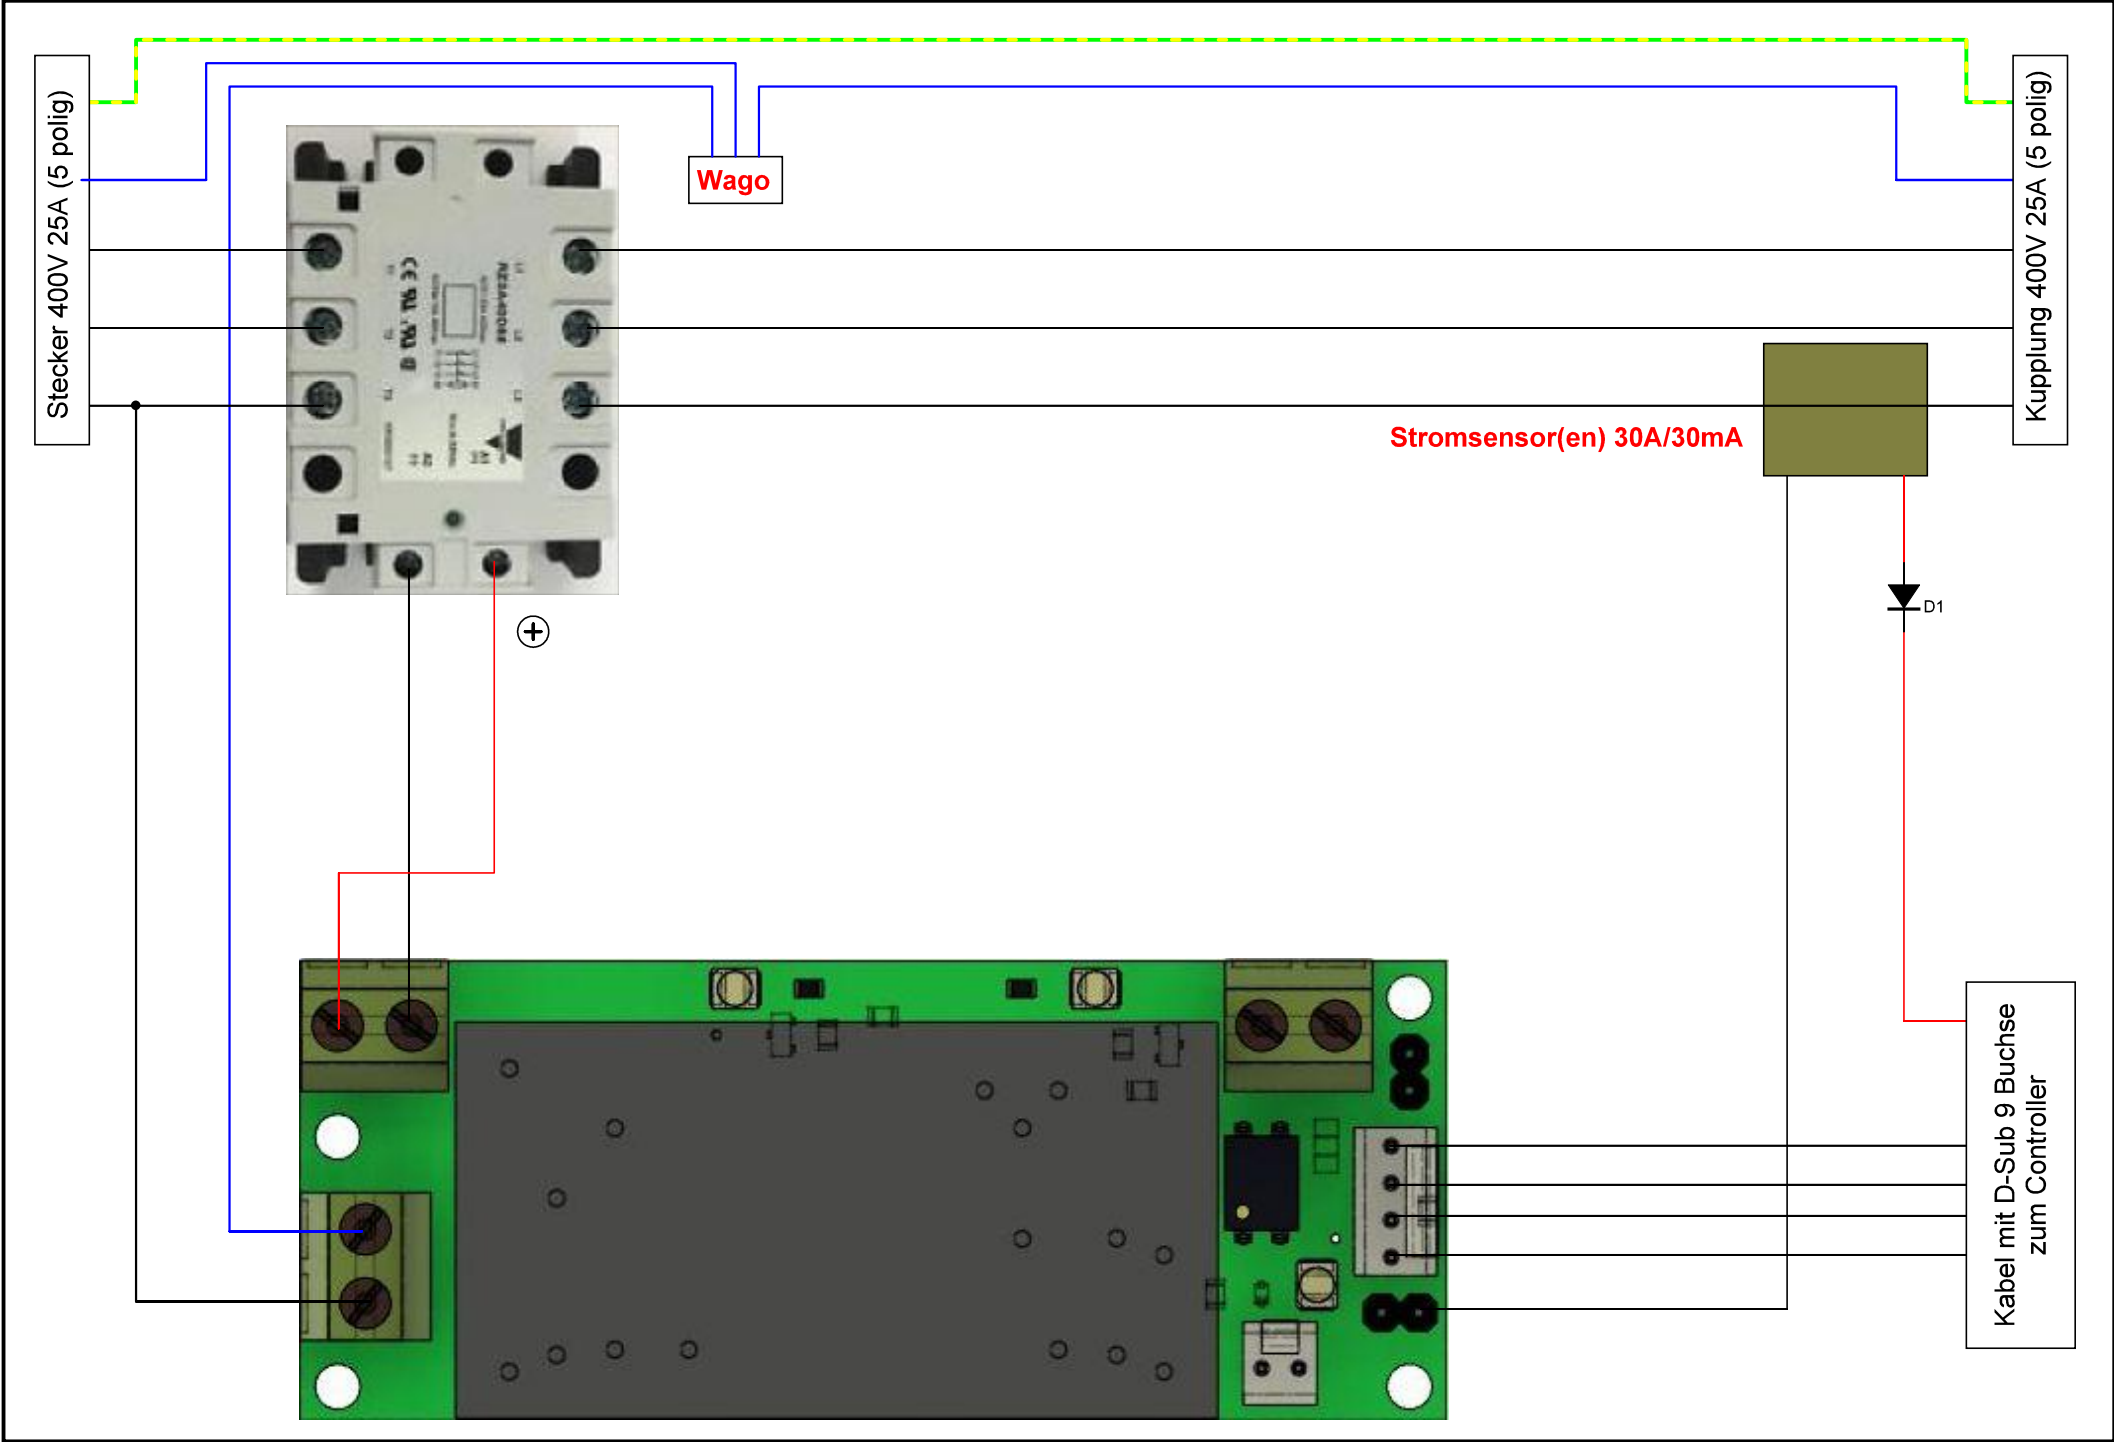 Stecker 400V 25A (5 polig)
Wago
Kupplung 400V 25A (5 polig)
Stromsensor(en) 30A/30mA
D1
Kabel mit D-Sub 9 Buchse
zum Controller